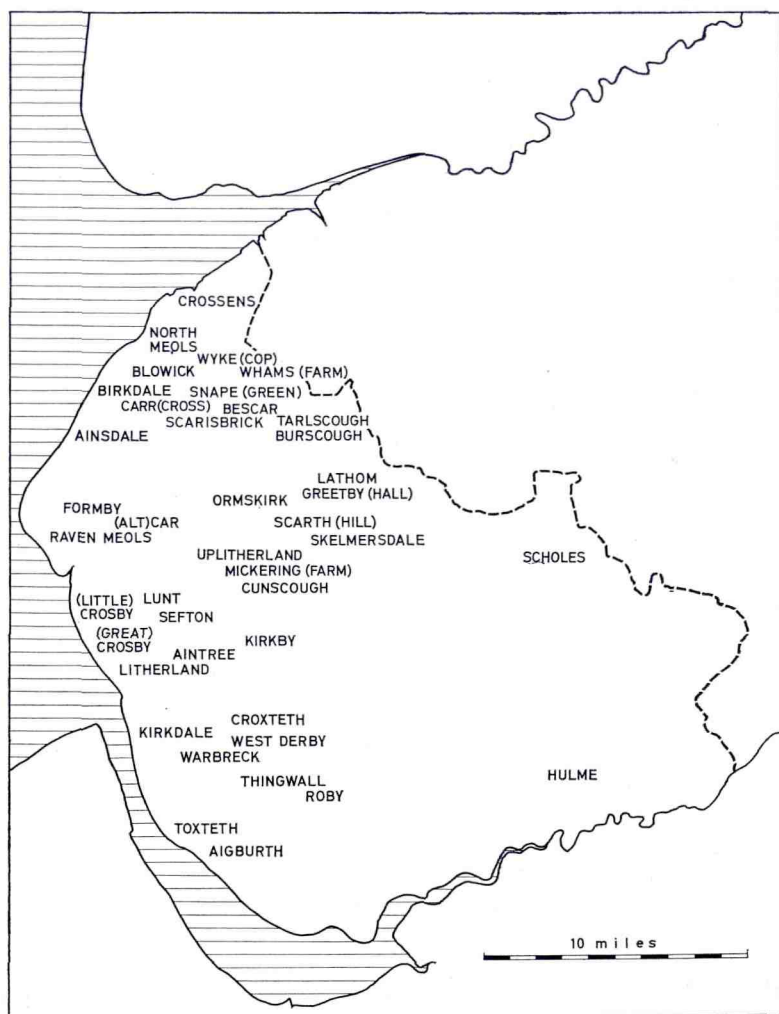 CROSSENS
NORTH
MEOLS
WYKE (COP)
BLOWICK
WHAMS (FARM)
BIRKDALE
SNAPE (GREEN)
CARR(CROSS)
BESCAR
SCARISBRICK
TARLSCOUGH
AINSDALE
BURSCOUGH
LATHOM
ORMSKIRK
GREETBY (HALL)
FORMBY
(ALT)CAR
SCARTH (HILL)
RAVEN MEOLS
SKELMERSDALE
UPLITHERLAND
SCHOLES
MICKERING (FARM)
CUNSCOUGH
(LITTLE)
CROSBY
LUNT
SEFTON
(GREAT)
CROSBY
KIRKBY
AINTREE
LITHERLAND
CROXTETH
KIRKDALE
WEST DERBY
WARBRECK
THINGWALL
HULME
ROBY
TOXTETH
AIGBURTH
10 miles